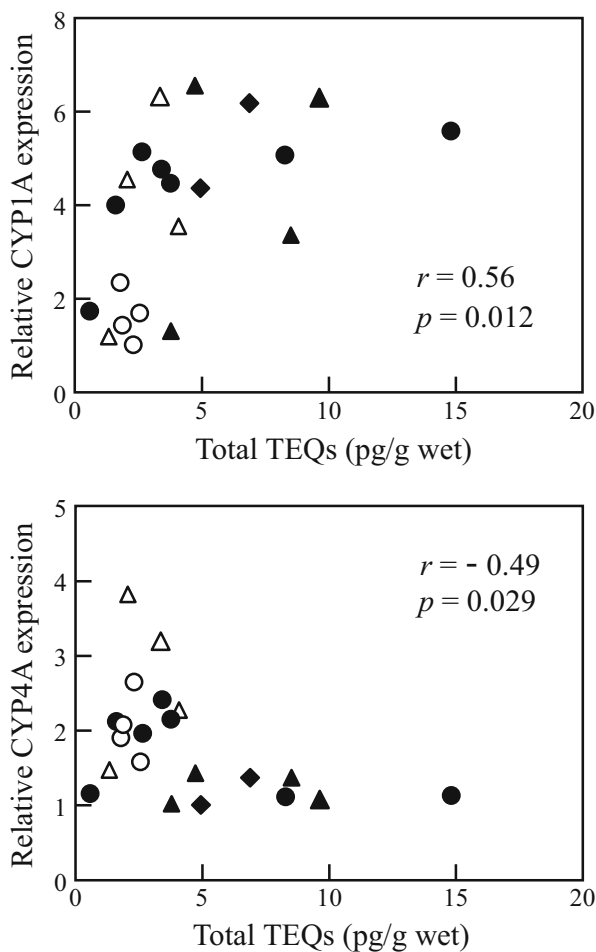 8
6
4
2
0
Relative CYP1A expression
r = 0.56
p = 0.012
0 5 10 15 20
Total TEQs (pg/g wet)
5
4
3
2
1
0
Relative CYP4A expression
r = - 0.49
p = 0.029
0 5 10 15 20
Total TEQs (pg/g wet)